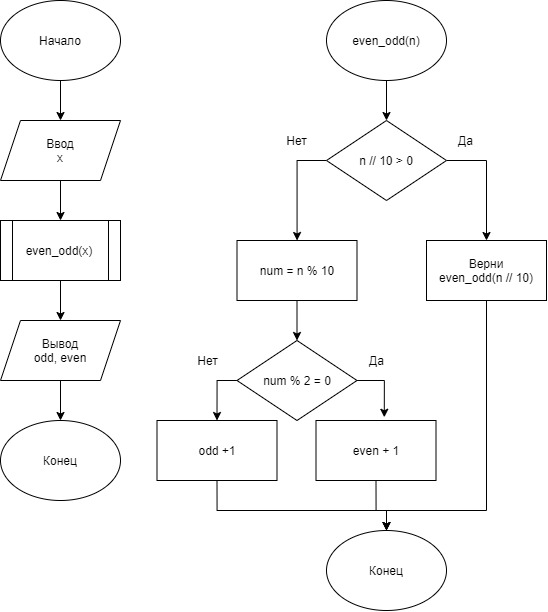 Начало
Ввод
x
even_odd(x)
Вывод
odd, even
Конец
even_odd(n)
n // 10 > 0
Нет
Да
num = n % 10
Верни
even_odd(n // 10)
num % 2 = 0
Нет
Да
odd +1
even + 1
Конец